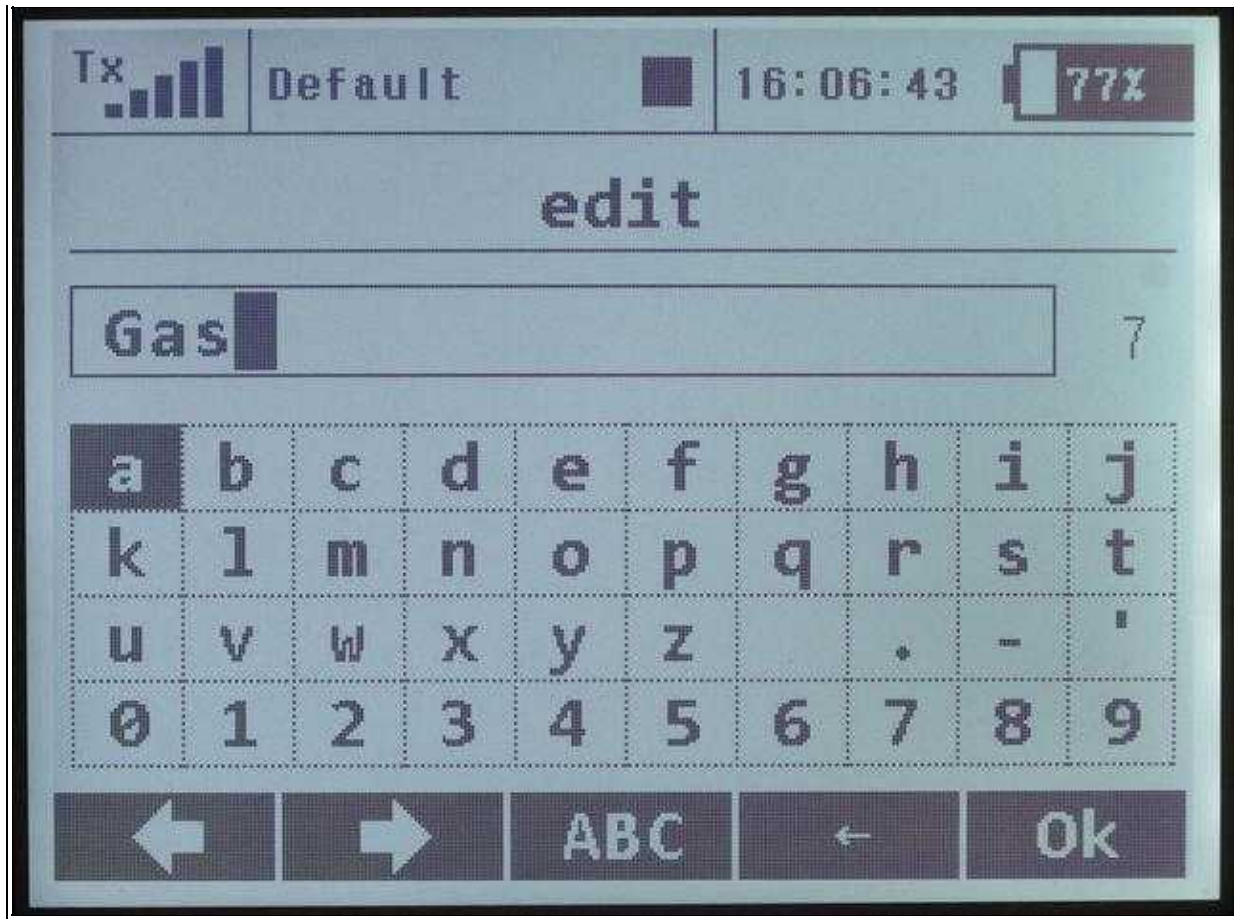 Tx Default 16:06:43 77%
edit
Gas 7
a b c d e f g h i j
k l m n o p q r s t
u v w x y z . - '
0 1 2 3 4 5 6 7 8 9
ABC ← Ok